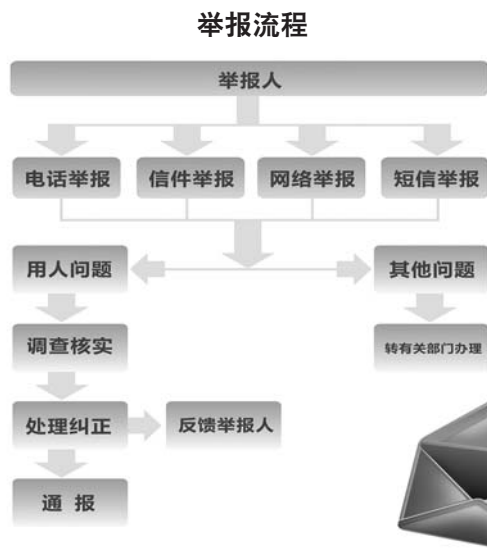 举报流程
举报人
电话举报 信件举报 网络举报 短信举报
用人问题 其他问题
调查核实 转有关部门办理
处理纠正 反馈举报人
通 报